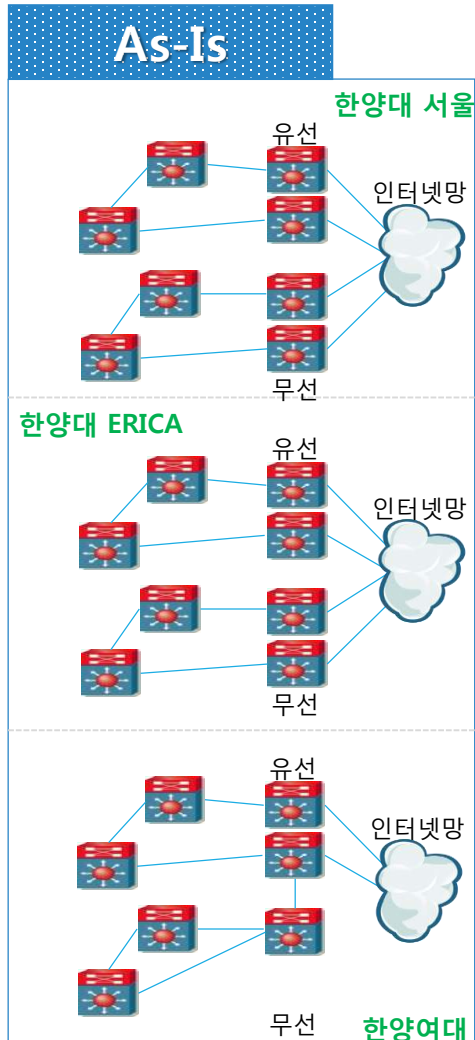 As-Is
한양대 서울
유선
인터넷망
무선
한양대 ERICA
유선
인터넷망
무선
유선
인터넷망
무선
한양여대